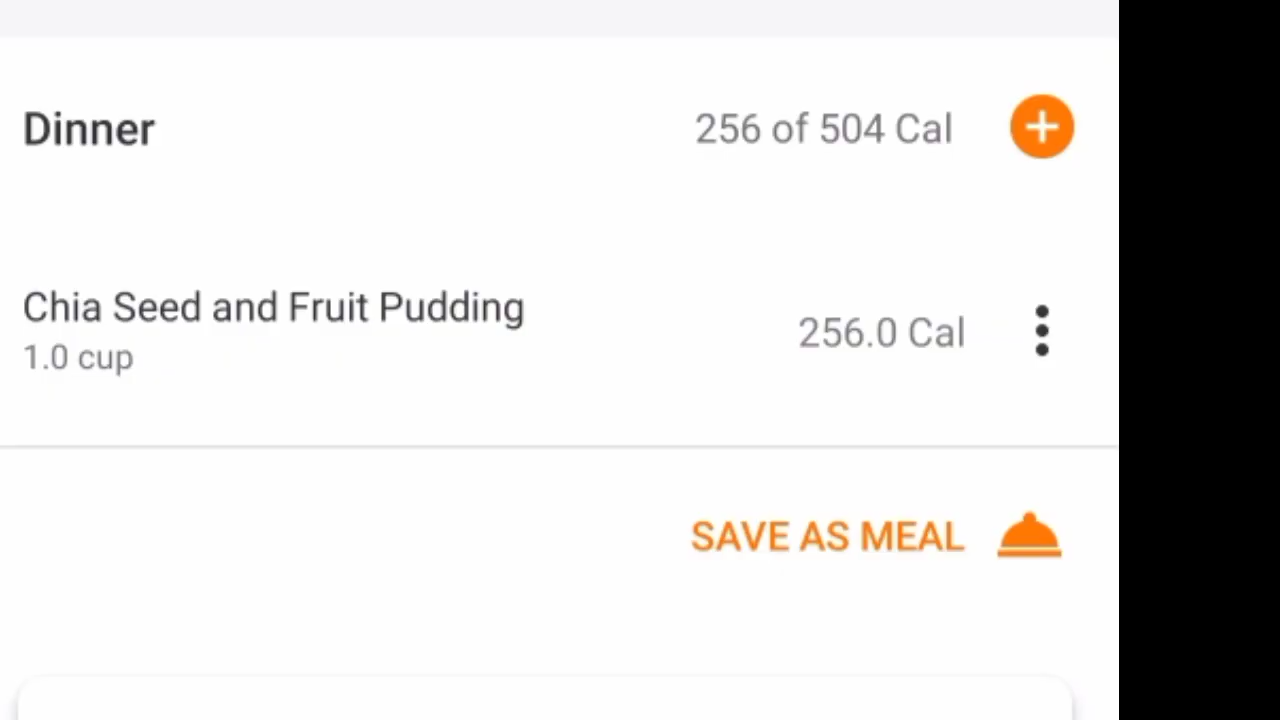 Dinner 256 of 504 Cal
Chia Seed and Fruit Pudding
1.0 cup
256.0 Cal
SAVE AS MEAL